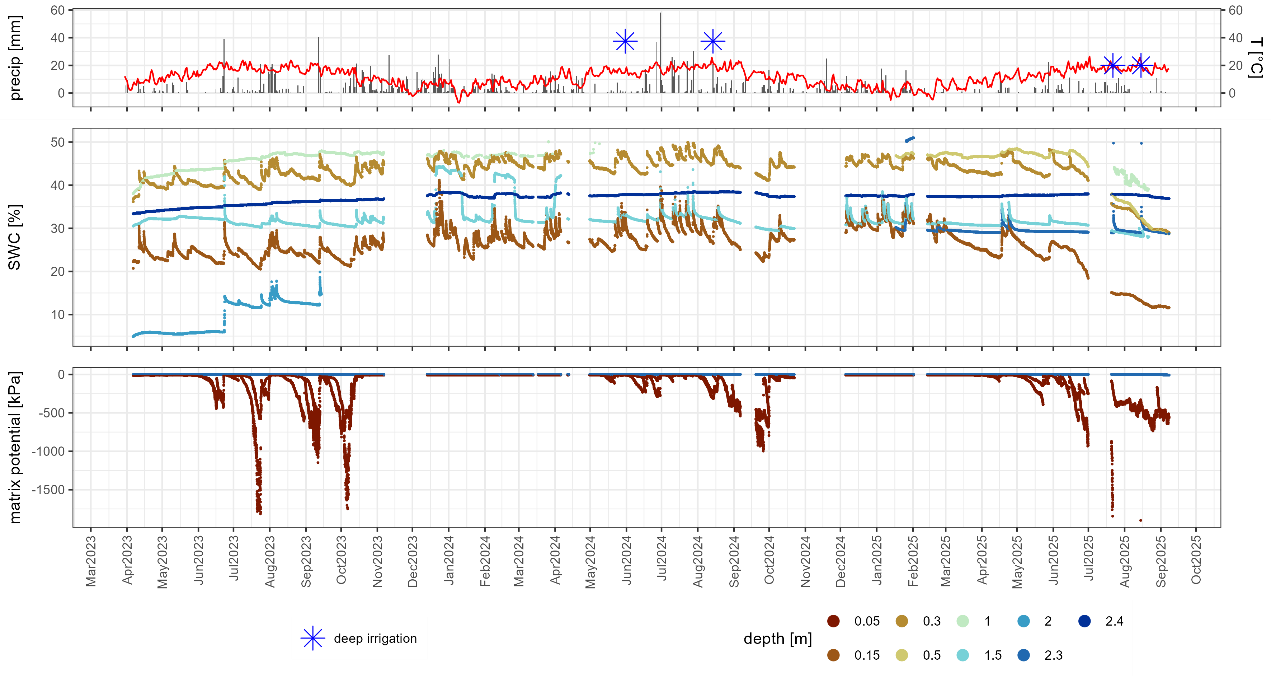 precip [mm]
60
40
20
0
60
40
20
0
T [°C]
SWC [%]
50
40
30
20
10
matrix potential [kPa]
0
-500
-1000
-1500
Mar2023
Apr2023
May2023
Jun2023
Jul2023
Aug2023
Sep2023
Oct2023
Nov2023
Dec2023
Jan2024
Feb2024
Mar2024
Apr2024
May2024
Jun2024
Jul2024
Aug2024
Sep2024
Oct2024
Nov2024
Dec2024
Jan2025
Feb2025
Mar2025
Apr2025
May2025
Jun2025
Jul2025
Aug2025
Sep2025
Oct2025
deep irrigation
depth [m]
0.05 0.3 1 2 2.4
0.15 0.5 1.5 2.3